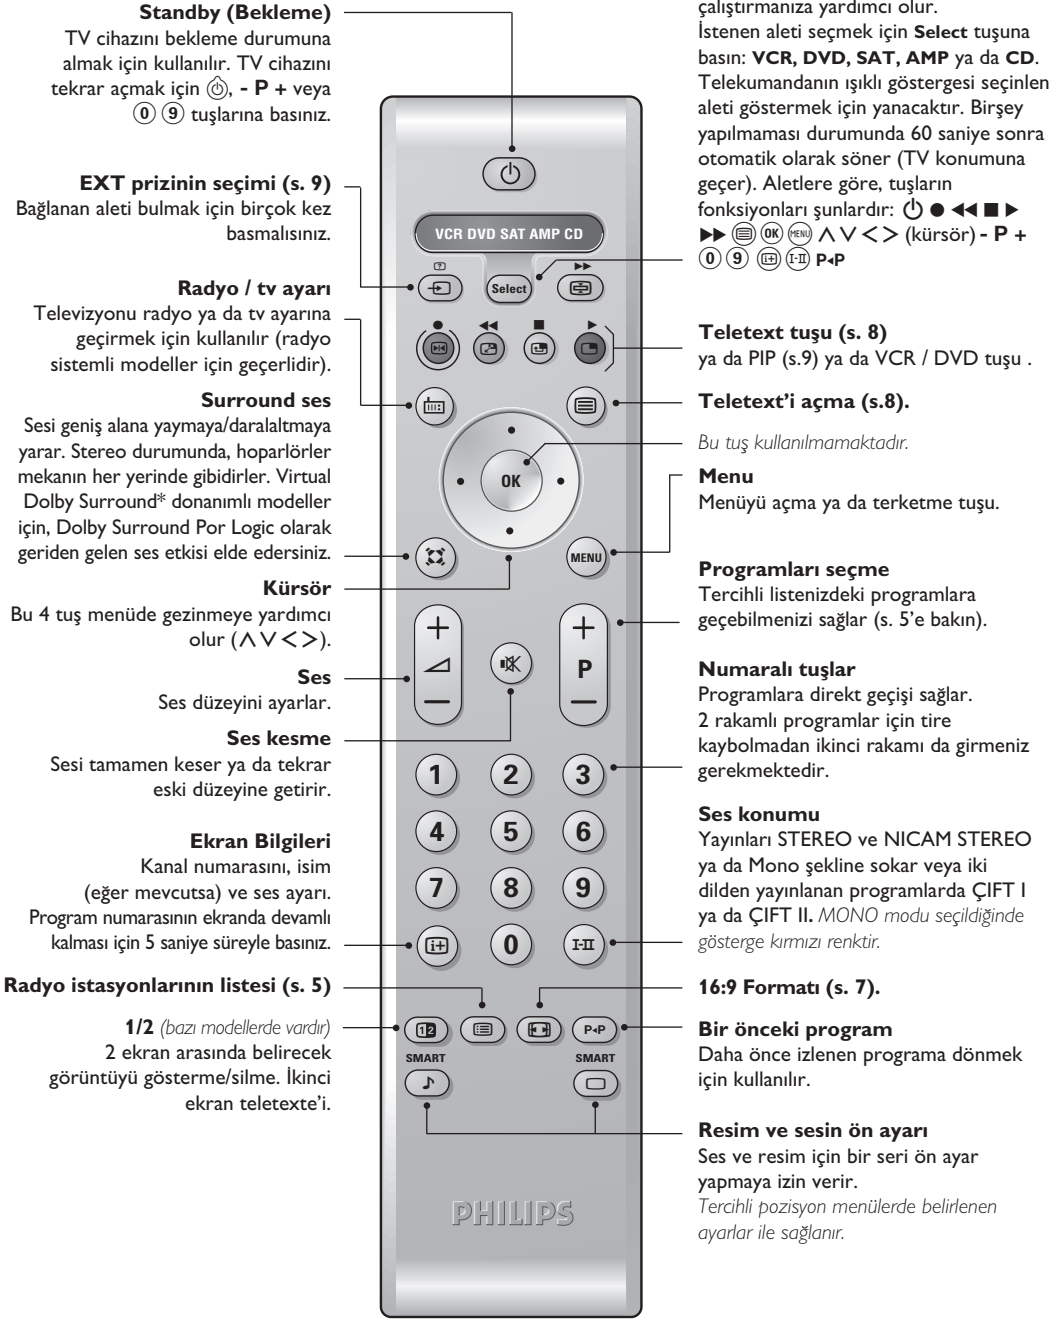 Standby (Bekleme)
TV cihazını bekleme durumuna
almak için kullanılır. TV cihazını
tekrar açmak için ⏻, - P + veya
0 9 tuşlarına basınız.
EXT prizinin seçimi (s. 9)
Bağlanan aleti bulmak için birçok kez
basmalısınız.
Radyo / tv ayarı
Televizyonu radyo ya da tv ayarına
geçirmek için kullanılır (radyo
sistemli modeller için geçerlidir).
Surround ses
Sesi geniş alana yaymaya/daralaltmaya
yarar. Stereo durumunda, hoparlörler
mekanın her yerinde gibidirler. Virtual
Dolby Surround* donanımlı modeller
için, Dolby Surround Por Logic olarak
geriden gelen ses etkisi elde edersiniz.
Kürsör
Bu 4 tuş menüde gezinmeye yardımcı
olur (∧ ∨ < >).
Ses
Ses düzeyini ayarlar.
Ses kesme
Sesi tamamen keser ya da tekrar
eski düzeyine getirir.
Ekran Bilgileri
Kanal numarasını, isim
(eğer mevcutsa) ve ses ayarı.
Program numarasının ekranda devamlı
kalması için 5 saniye süreyle basınız.
Radyo istasyonlarının listesi (s. 5)
1/2 (bazı modellerde vardır)
2 ekran arasında belirecek
görüntüyü gösterme/silme. İkinci
ekran teletexte'i.
VCR DVD SAT AMP CD
?
Select
OK
MENU
+
+
P
1
2
3
4
5
6
7
8
9
i+
0
I-II
1 2
P◂P
SMART
SMART
PHILIPS
çalıştırmanıza yardımcı olur.
İstenen aleti seçmek için Select tuşuna
basın: VCR, DVD, SAT, AMP ya da CD.
Telekumandanın ışıklı göstergesi seçinlen
aleti göstermek için yanacaktır. Birşey
yapılmaması durumunda 60 saniye sonra
otomatik olarak söner (TV konumuna
geçer). Aletlere göre, tuşların
fonksiyonları şunlardır: ⏻ ● ◀◀ ■ ▶
▶▶ OK MENU ∧ ∨ < > (kürsör) - P +
0 9 i+ I-II P◂P
Teletext tuşu (s. 8)
ya da PIP (s.9) ya da VCR / DVD tuşu .
Teletext'i açma (s.8).
Bu tuş kullanılmamaktadır.
Menu
Menüyü açma ya da terketme tuşu.
Programları seçme
Tercihli listenizdeki programlara
geçebilmenizi sağlar (s. 5'e bakın).
Numaralı tuşlar
Programlara direkt geçişi sağlar.
2 rakamlı programlar için tire
kaybolmadan ikinci rakamı da girmeniz
gerekmektedir.
Ses konumu
Yayınları STEREO ve NICAM STEREO
ya da Mono şekline sokar veya iki
dilden yayınlanan programlarda ÇIFT I
ya da ÇIFT II. MONO modu seçildiğinde
gösterge kırmızı renktir.
16:9 Formatı (s. 7).
Bir önceki program
Daha önce izlenen programa dönmek
için kullanılır.
Resim ve sesin ön ayarı
Ses ve resim için bir seri ön ayar
yapmaya izin verir.
Tercihli pozisyon menülerde belirlenen
ayarlar ile sağlanır.